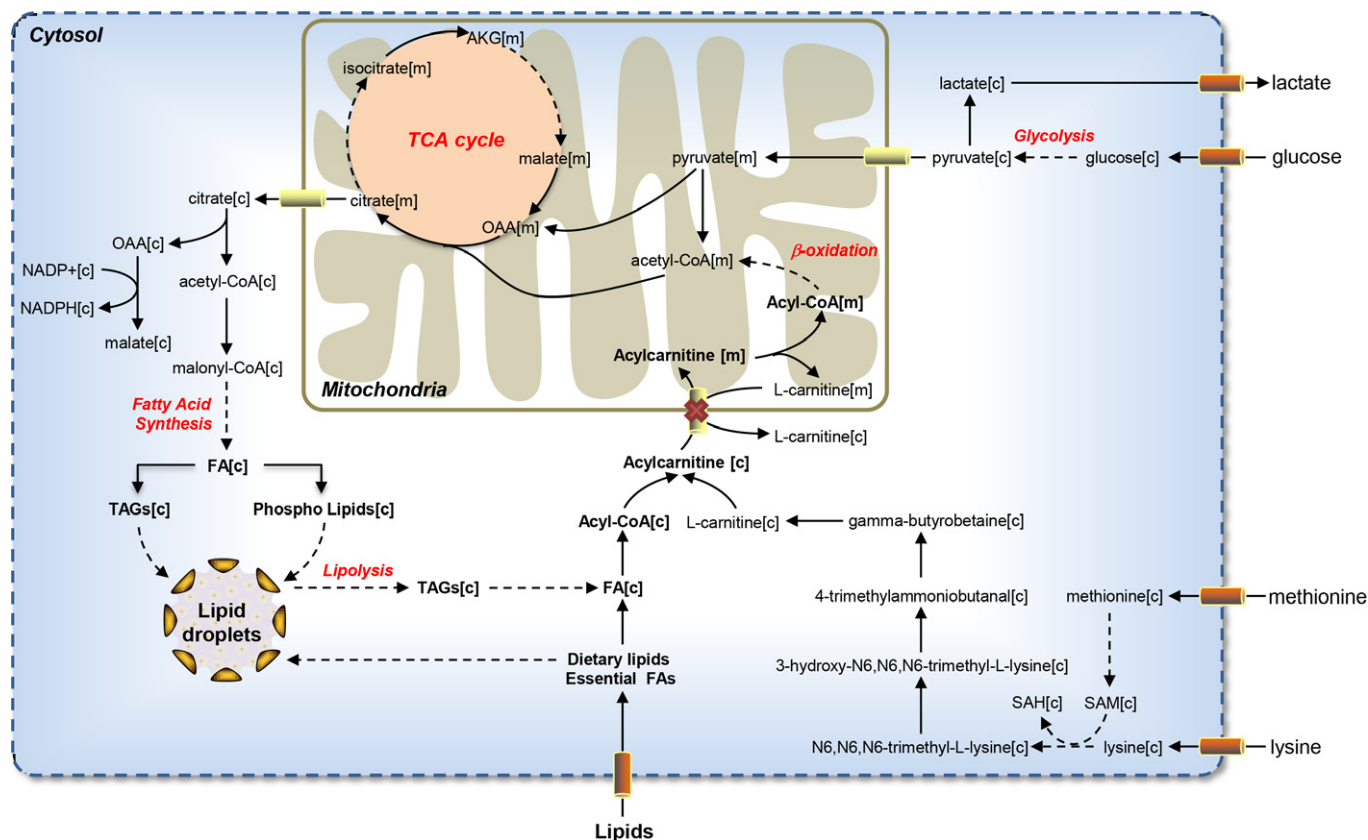 Cytosol
AKG[m]
isocitrate[m]
TCA cycle
malate[m]
citrate[m]
OAA[m]
pyruvate[m]
acetyl-CoA[m]
β-oxidation
Acyl-CoA[m]
Acylcarnitine [m]
L-carnitine[m]
Mitochondria
lactate[c]
lactate
Glycolysis
pyruvate[c]
glucose[c]
glucose
citrate[c]
OAA[c]
NADP+[c]
NADPH[c]
acetyl-CoA[c]
malate[c]
malonyl-CoA[c]
Fatty Acid
Synthesis
FA[c]
TAGs[c]
Phospho Lipids[c]
Lipid
droplets
Lipolysis
TAGs[c]
FA[c]
Dietary lipids
Essential FAs
Lipids
L-carnitine[c]
Acylcarnitine [c]
Acyl-CoA[c]
L-carnitine[c]
gamma-butyrobetaine[c]
4-trimethylammoniobutanal[c]
3-hydroxy-N6,N6,N6-trimethyl-L-lysine[c]
N6,N6,N6-trimethyl-L-lysine[c]
methionine[c]
methionine
SAH[c]
SAM[c]
lysine[c]
lysine